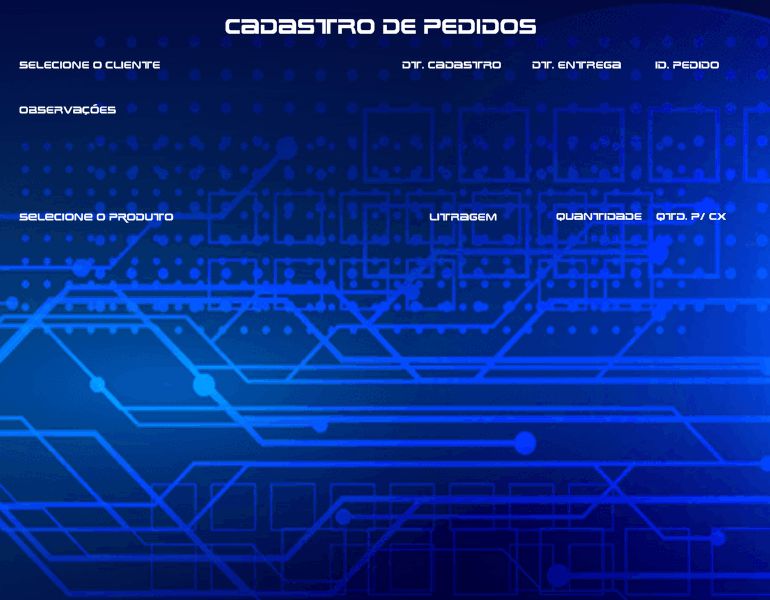 CADASTRO DE PEDIDOS
SELECIONE O CLIENTE DT. CADASTRO DT. ENTREGA ID. PEDIDO
OBSERVAÇÕES
SELECIONE O PRODUTO LITRAGEM QUANTIDADE QTD. P/ CX